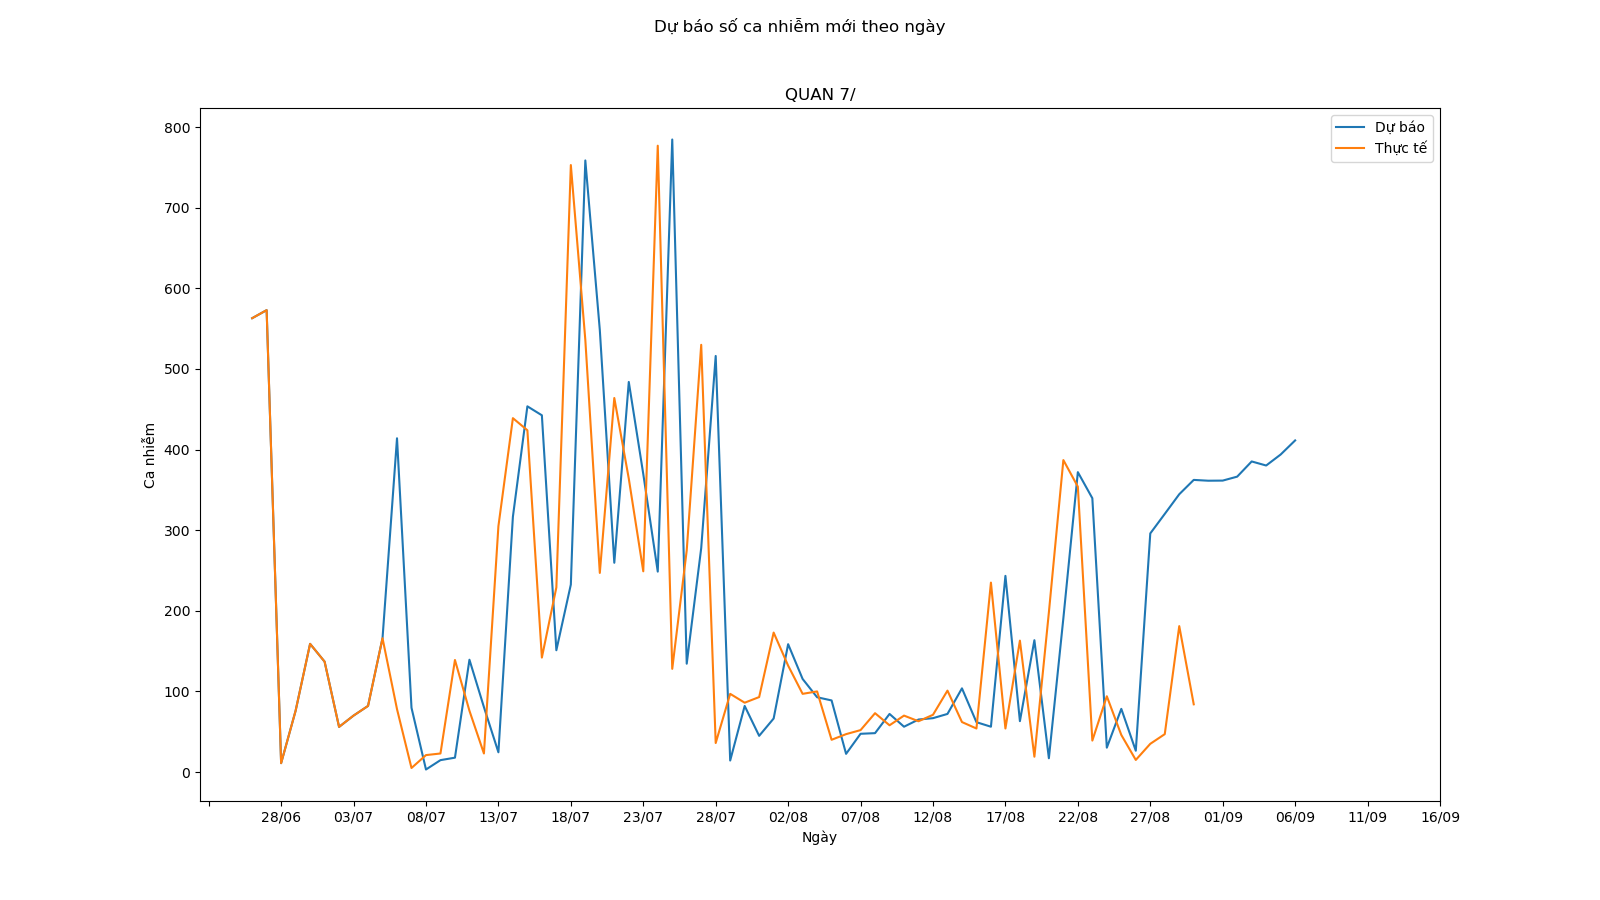 Dự báo số ca nhiễm mới theo ngày
QUAN 7/
Dự báo
Thực tế
800
700
600
500
400
300
200
100
0
Ca nhiễm
28/06 03/07 08/07 13/07 18/07 23/07 28/07 02/08 07/08 12/08 17/08 22/08 27/08 01/09 06/09 11/09 16/09
Ngày